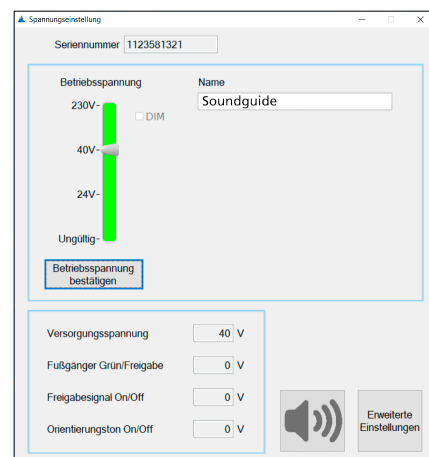 Spannungseinstellung
Seriennummer 1123581321
Betriebsspannung Name
Soundguide
230V-
DIM
40V-
24V-
Ungültig-
Betriebsspannung
bestätigen
Versorgungsspannung 40 V
Fußgänger Grün/Freigabe 0 V
Freigabesignal On/Off 0 V
Orientierungston On/Off 0 V
Erweiterte
Einstellungen